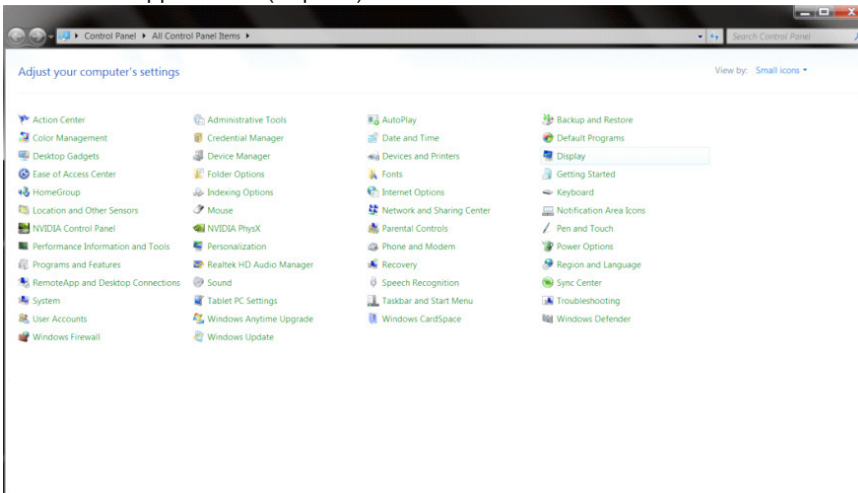 Control Panel ▸ All Control Panel Items ▸ Search Control Panel
Adjust your computer's settings View by: Small icons
Action Center Administrative Tools AutoPlay Backup and Restore
Color Management Credential Manager Date and Time Default Programs
Desktop Gadgets Device Manager Devices and Printers Display
Ease of Access Center Folder Options Fonts Getting Started
HomeGroup Indexing Options Internet Options Keyboard
Location and Other Sensors Mouse Network and Sharing Center Notification Area Icons
NVIDIA Control Panel NVIDIA PhysX Parental Controls Pen and Touch
Performance Information and Tools Personalization Phone and Modem Power Options
Programs and Features Realtek HD Audio Manager Recovery Region and Language
RemoteApp and Desktop Connections Sound Speech Recognition Sync Center
System Tablet PC Settings Taskbar and Start Menu Troubleshooting
User Accounts Windows Anytime Upgrade Windows CardSpace Windows Defender
Windows Firewall Windows Update